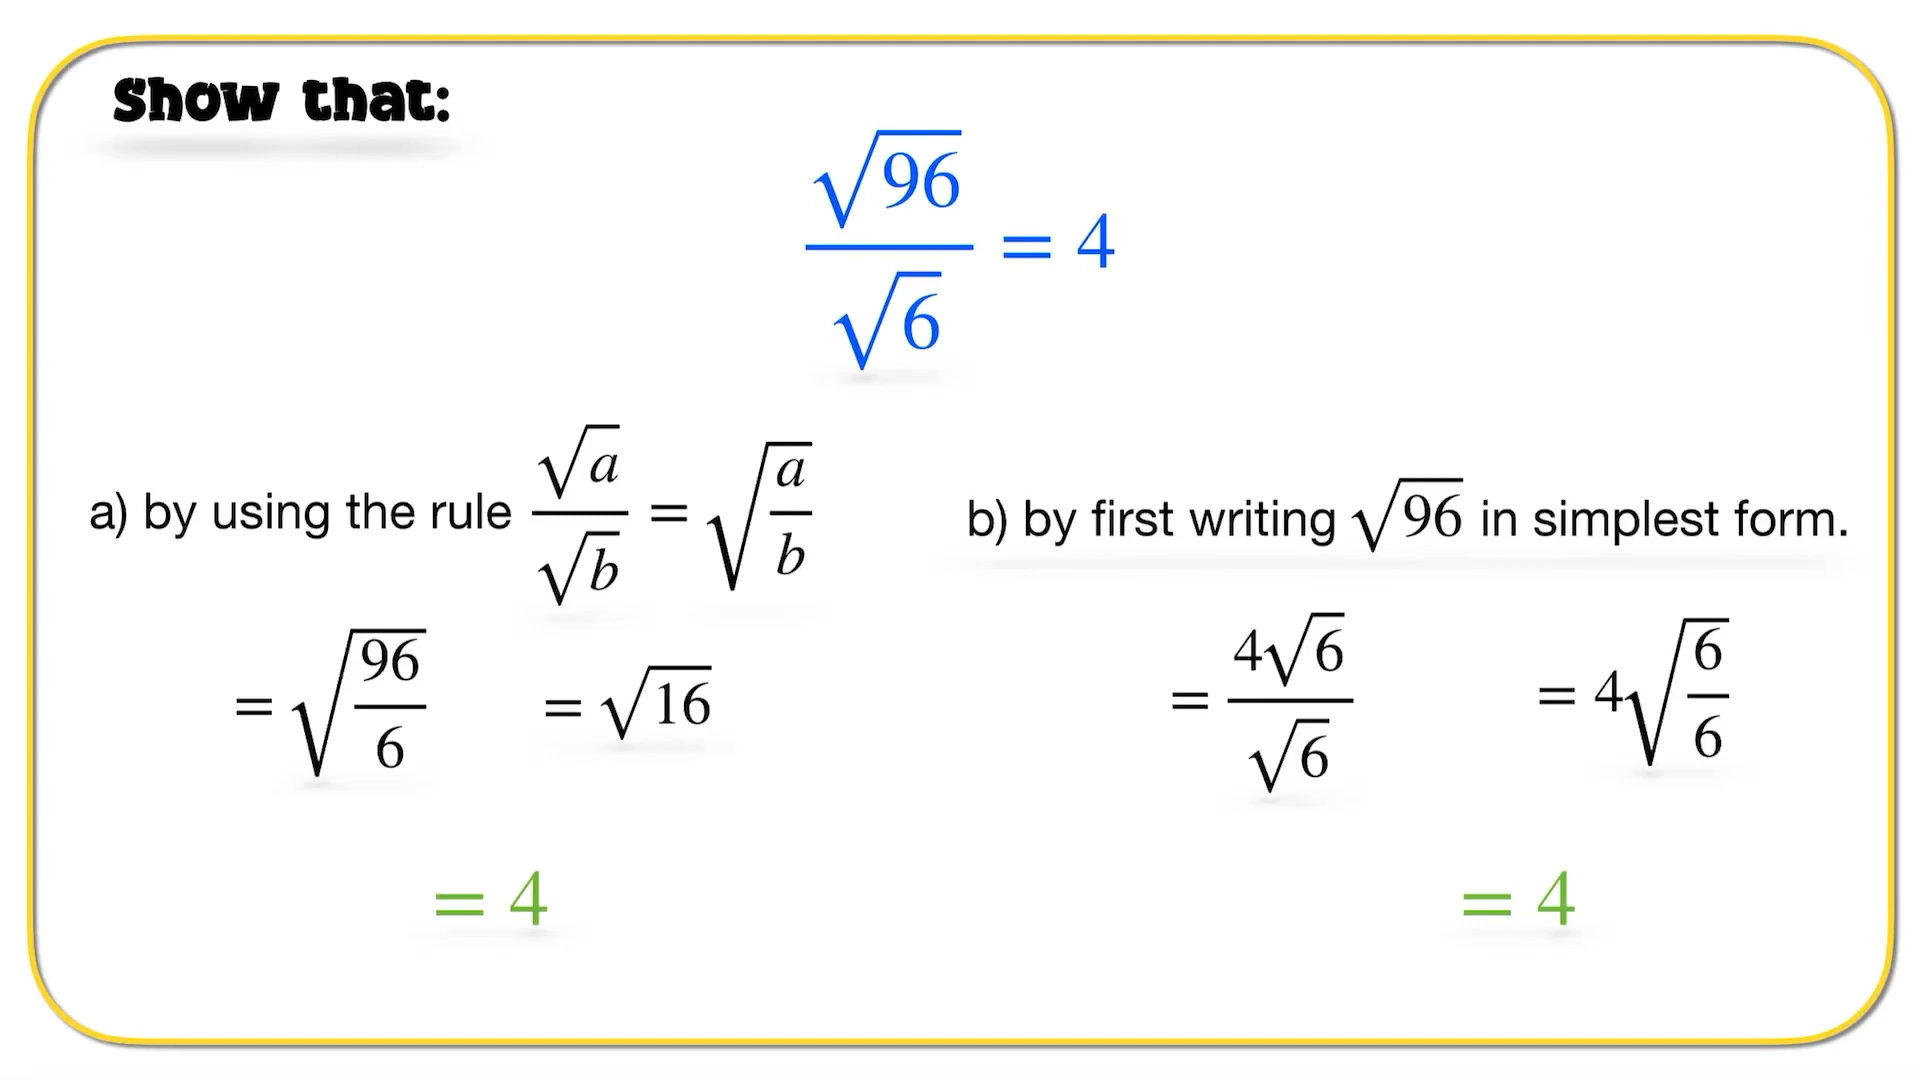 Show that:
√96/√6 = 4
a) by using the rule √a/√b = √(a/b)
= √(96/6) = √16
= 4
b) by first writing √96 in simplest form.
= 4√6/√6 = 4√(6/6)
= 4